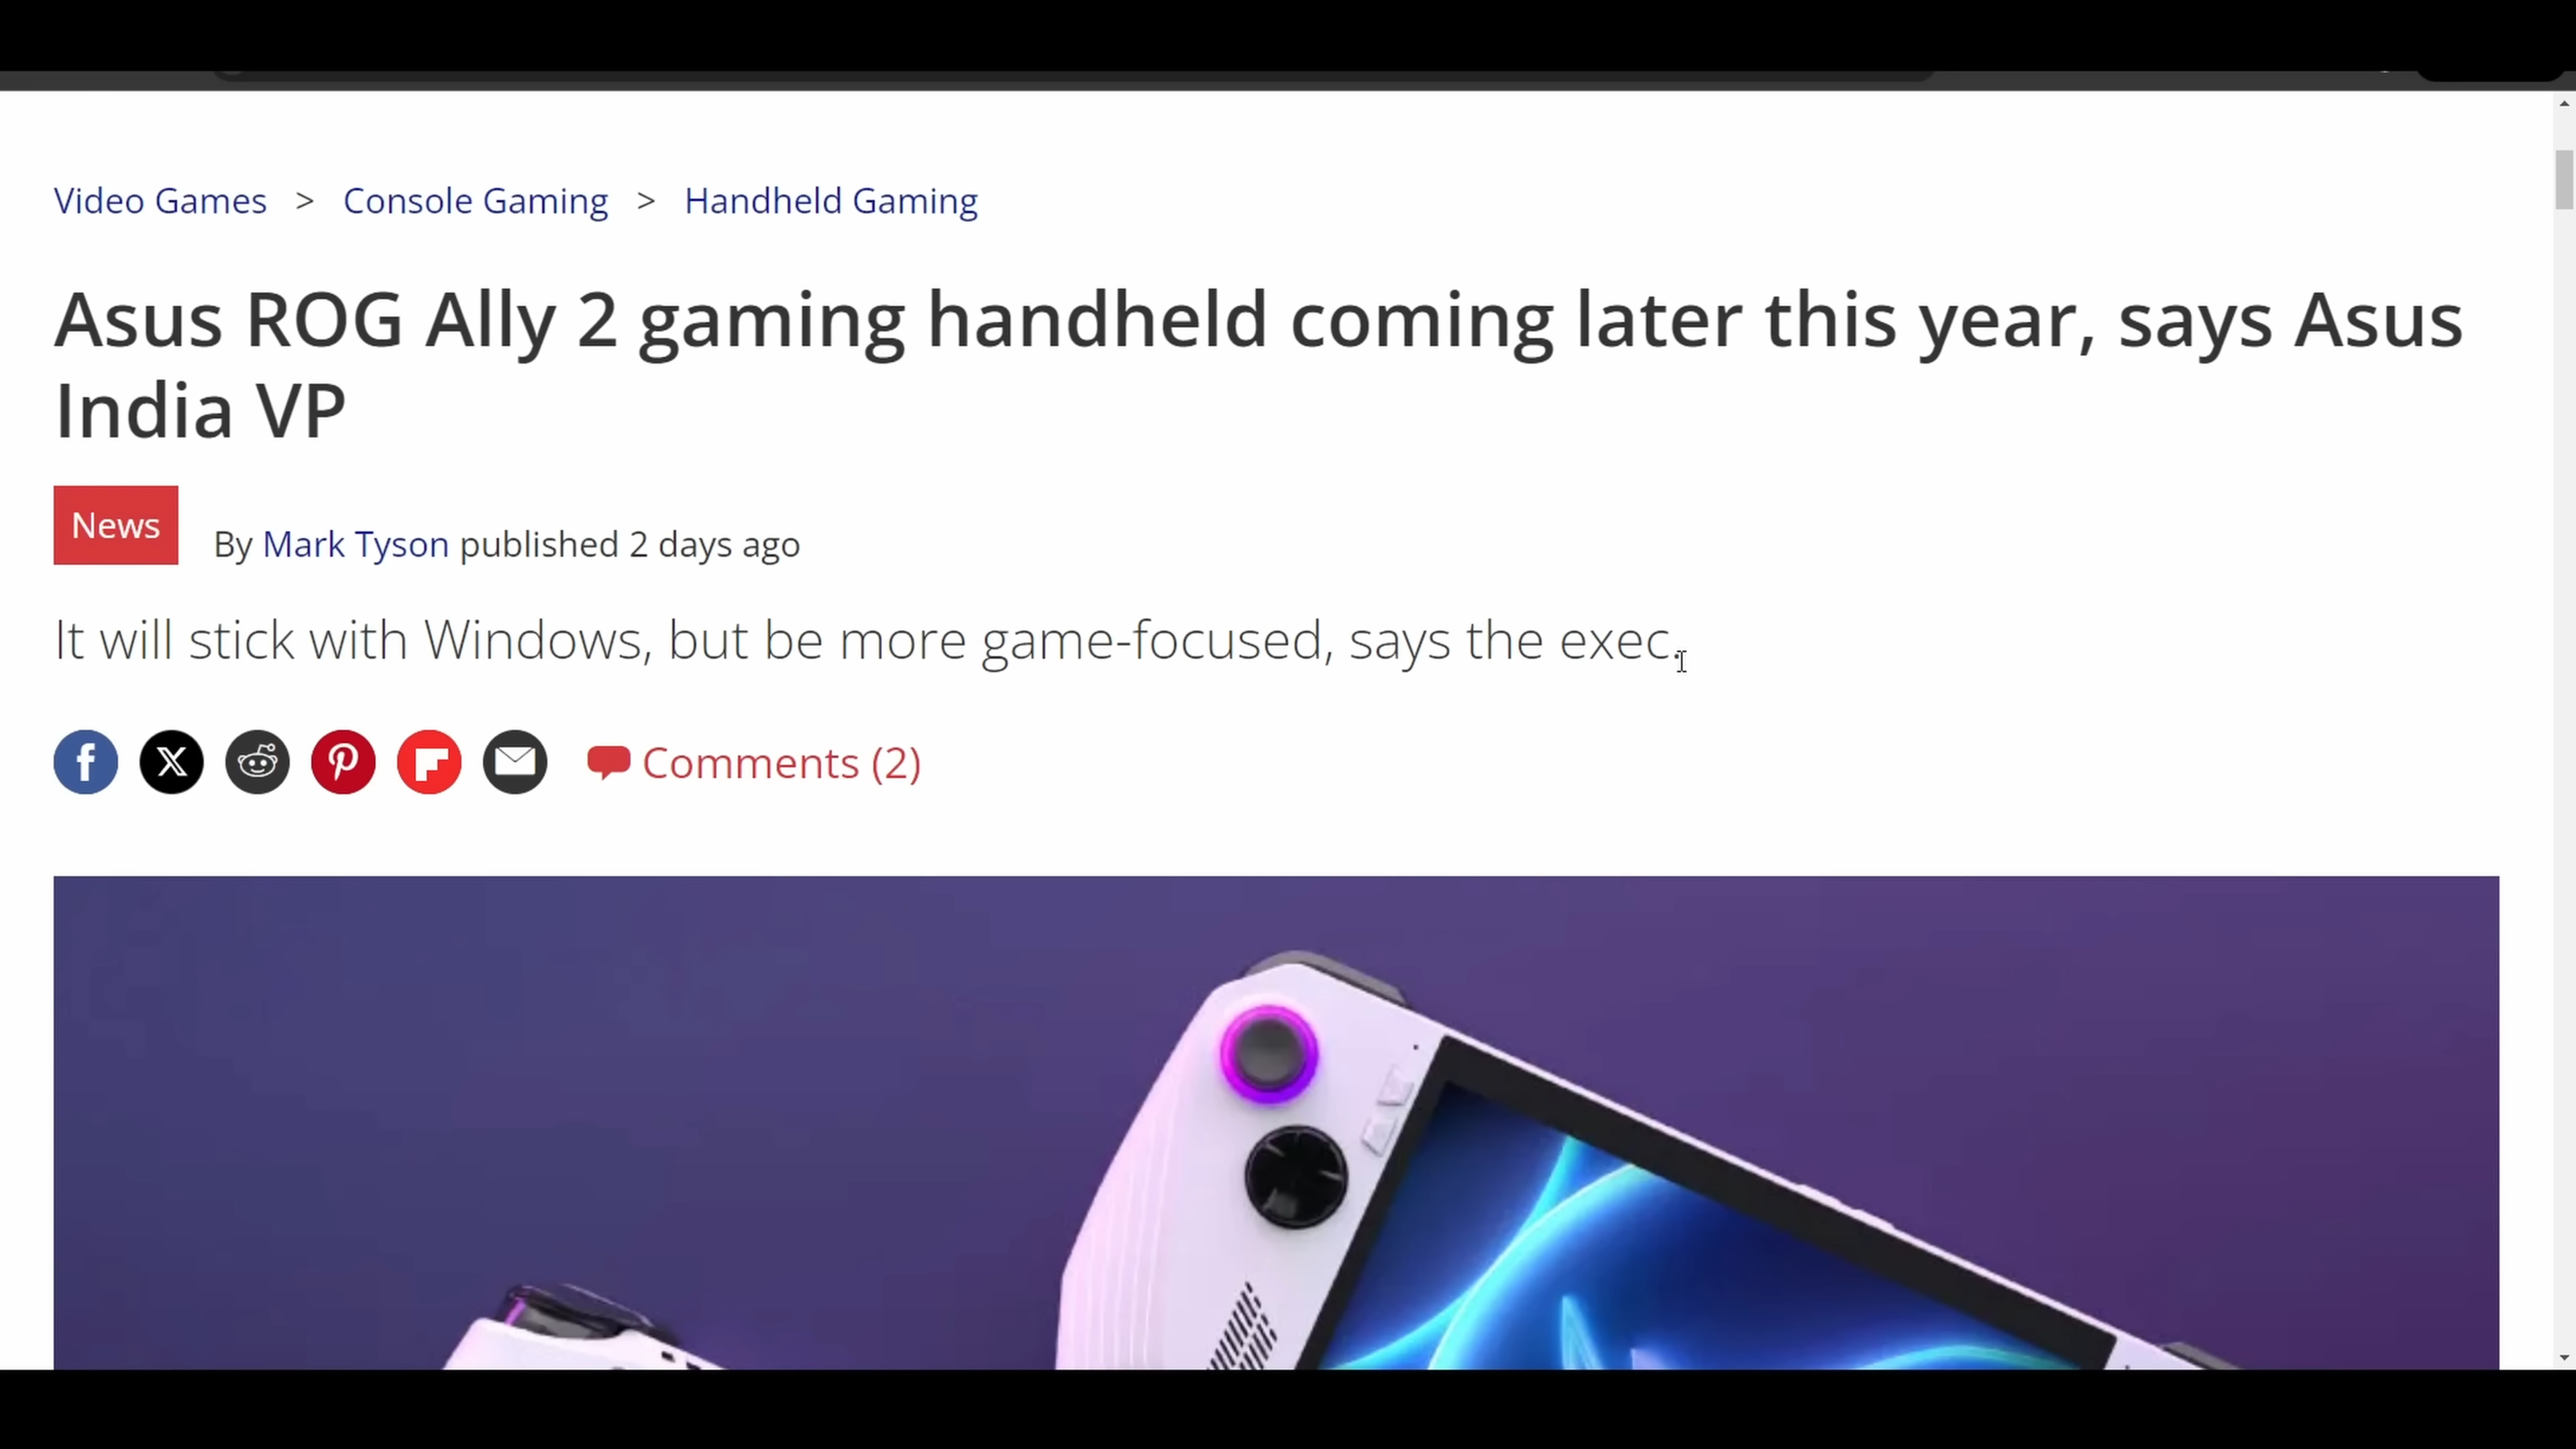 Video Games > Console Gaming > Handheld Gaming
Asus ROG Ally 2 gaming handheld coming later this year, says Asus
India VP
News
By Mark Tyson published 2 days ago
It will stick with Windows, but be more game-focused, says the exec.
Comments (2)